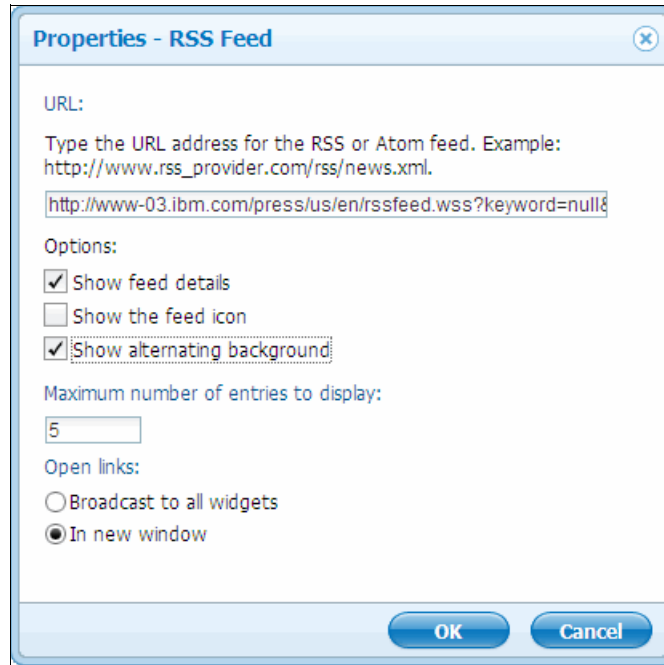 Properties - RSS Feed
URL:
Type the URL address for the RSS or Atom feed. Example:
http://www.rss_provider.com/rss/news.xml.
http://www-03.ibm.com/press/us/en/rssfeed.wss?keyword=null&
Options:
Show feed details
Show the feed icon
Show alternating background
Maximum number of entries to display:
5
Open links:
Broadcast to all widgets
In new window
OK
Cancel